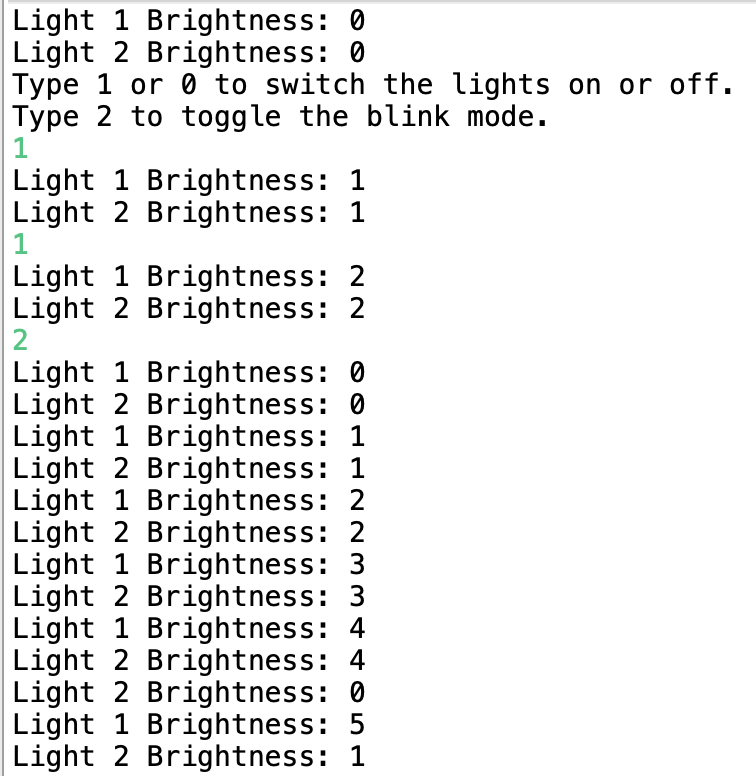 Light 1 Brightness: 0
Light 2 Brightness: 0
Type 1 or 0 to switch the lights on or off.
Type 2 to toggle the blink mode.
1
Light 1 Brightness: 1
Light 2 Brightness: 1
1
Light 1 Brightness: 2
Light 2 Brightness: 2
2
Light 1 Brightness: 0
Light 2 Brightness: 0
Light 1 Brightness: 1
Light 2 Brightness: 1
Light 1 Brightness: 2
Light 2 Brightness: 2
Light 1 Brightness: 3
Light 2 Brightness: 3
Light 1 Brightness: 4
Light 2 Brightness: 4
Light 2 Brightness: 0
Light 1 Brightness: 5
Light 2 Brightness: 1